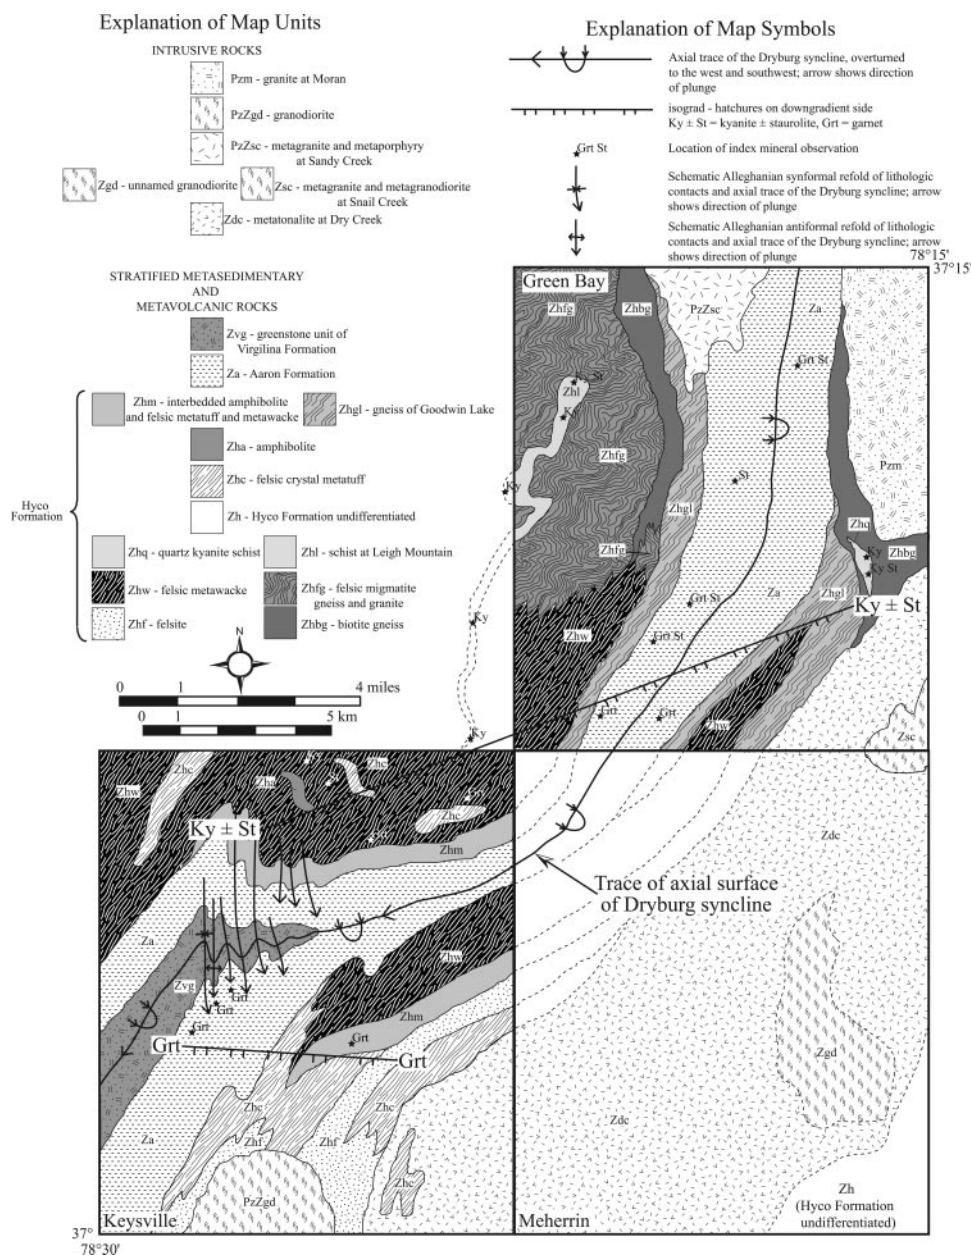 Explanation of Map Units
INTRUSIVE ROCKS
Pzm - granite at Moran
PzZgd - granodiorite
PzZsc - metagranite and metaporphyry
at Sandy Creek
Zgd - unnamed granodiorite
Zsc - metagranite and metagranodiorite
at Snail Creek
Zdc - metatonalite at Dry Creek
STRATIFIED METASEDIMENTARY
AND
METAVOLCANIC ROCKS
Zvg - greenstone unit of
Virgilina Formation
Za - Aaron Formation
Zhm - interbedded amphibolite
and felsic metatuff and metawacke
Zhgl - gneiss of Goodwin Lake
Zha - amphibolite
Zhc - felsic crystal metatuff
Hyco
Formation
Zh - Hyco Formation undifferentiated
Zhq - quartz kyanite schist
Zhl - schist at Leigh Mountain
Zhw - felsic metawacke
Zhfg - felsic migmatite
gneiss and granite
Zhf - felsite
Zhbg - biotite gneiss
N
0 1 4 miles
0 1 5 km
Explanation of Map Symbols
Axial trace of the Dryburg syncline, overturned
to the west and southwest; arrow shows direction
of plunge
isograd - hatchures on downgradient side
Ky ± St = kyanite ± staurolite, Grt = garnet
Grt St
Location of index mineral observation
Schematic Alleghanian synformal refold of lithologic
contacts and axial trace of the Dryburg syncline; arrow
shows direction of plunge
Schematic Alleghanian antiformal refold of lithologic
contacts and axial trace of the Dryburg syncline; arrow
shows direction of plunge
78°15'
37°15'
Green Bay
Zhfg
Zhbg
PzZsc
Za
Grt St
Ky St
Zhl
Ky
Zhfg
Pzm
St
Ky
Zhgl
Zhq
Zhbg
Zhfg
Ky
Ky St
Zhgl
Ky ± St
Grt St
Za
Ky
Zhw
Grt St
Grt
Grt
Zhw
Ky
Zsc
Zhc
Zhw
Zha
Zhc
Zhc
Ky ± St
Zhm
Zdc
Trace of axial surface
of Dryburg syncline
Za
Zhw
Zvg
Grt
Grt
Zhm
Grt
Grt
Grt
Grt
Zgd
Zhc
Zhc
Zdc
Za
Zhf
Zhf
Zhc
PzZgd
Zh
(Hyco Formation
undifferentiated)
Keysville
Meherrin
37°
78°30'